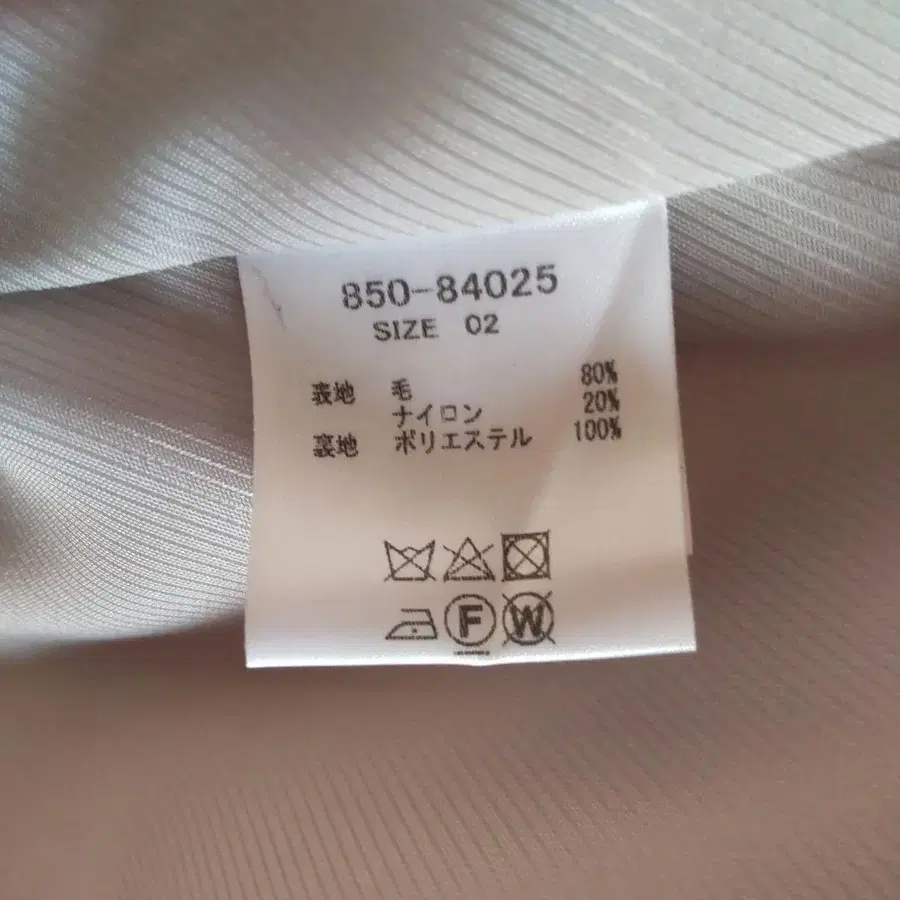 850-84025
SIZE 02
表地 毛 80%
ナイロン 20%
裏地 ポリエステル 100%
F W